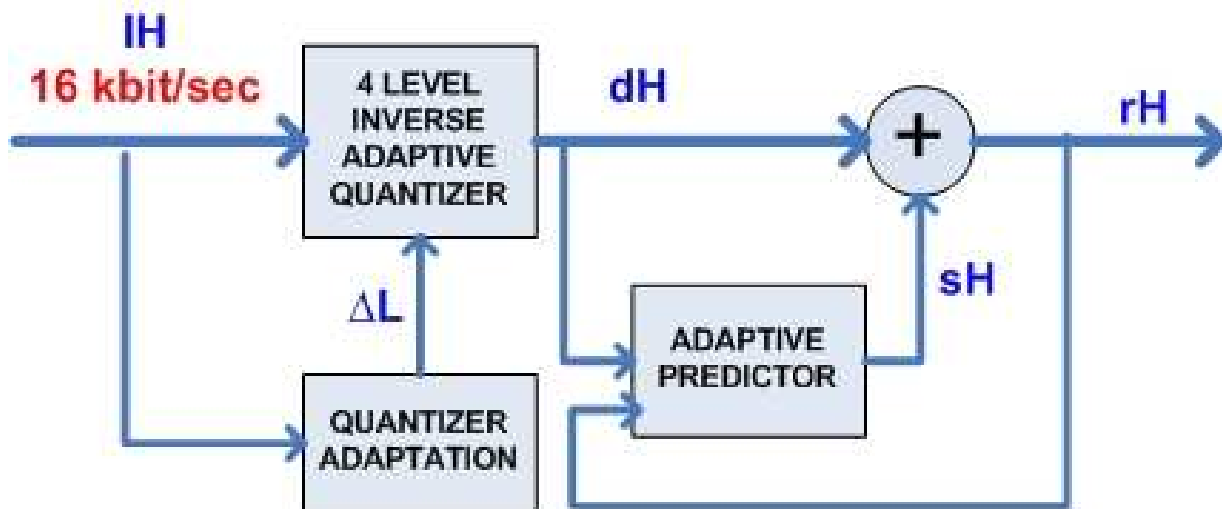 IH
16 kbit/sec
4 LEVEL
INVERSE
ADAPTIVE
QUANTIZER
dH
+
rH
ΔL
sH
ADAPTIVE
PREDICTOR
QUANTIZER
ADAPTATION